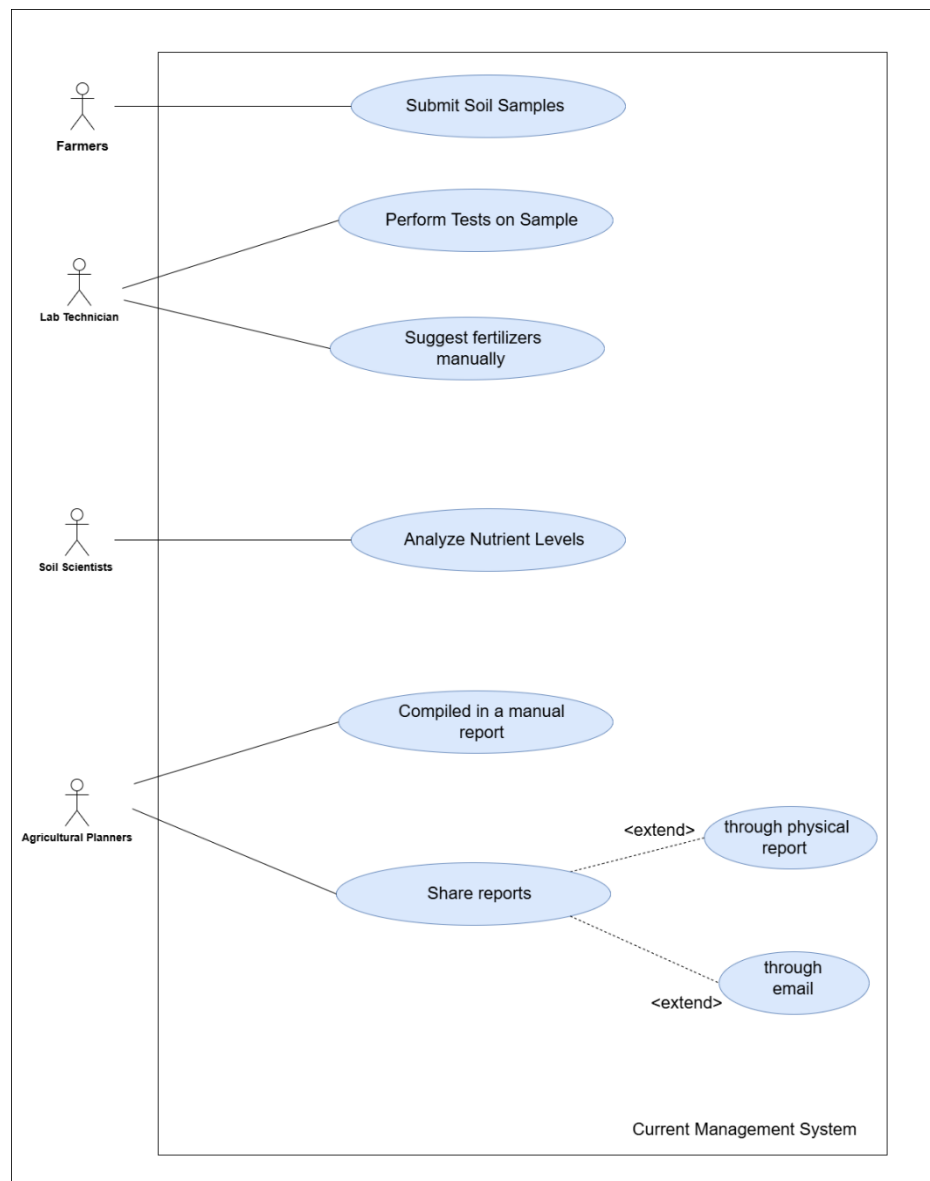 Submit Soil Samples
Farmers
Perform Tests on Sample
Lab Technician
Suggest fertilizers
manually
Analyze Nutrient Levels
Soil Scientists
Compiled in a manual
report
Agricultural Planners
<extend>
through physical
report
Share reports
through
email
<extend>
Current Management System